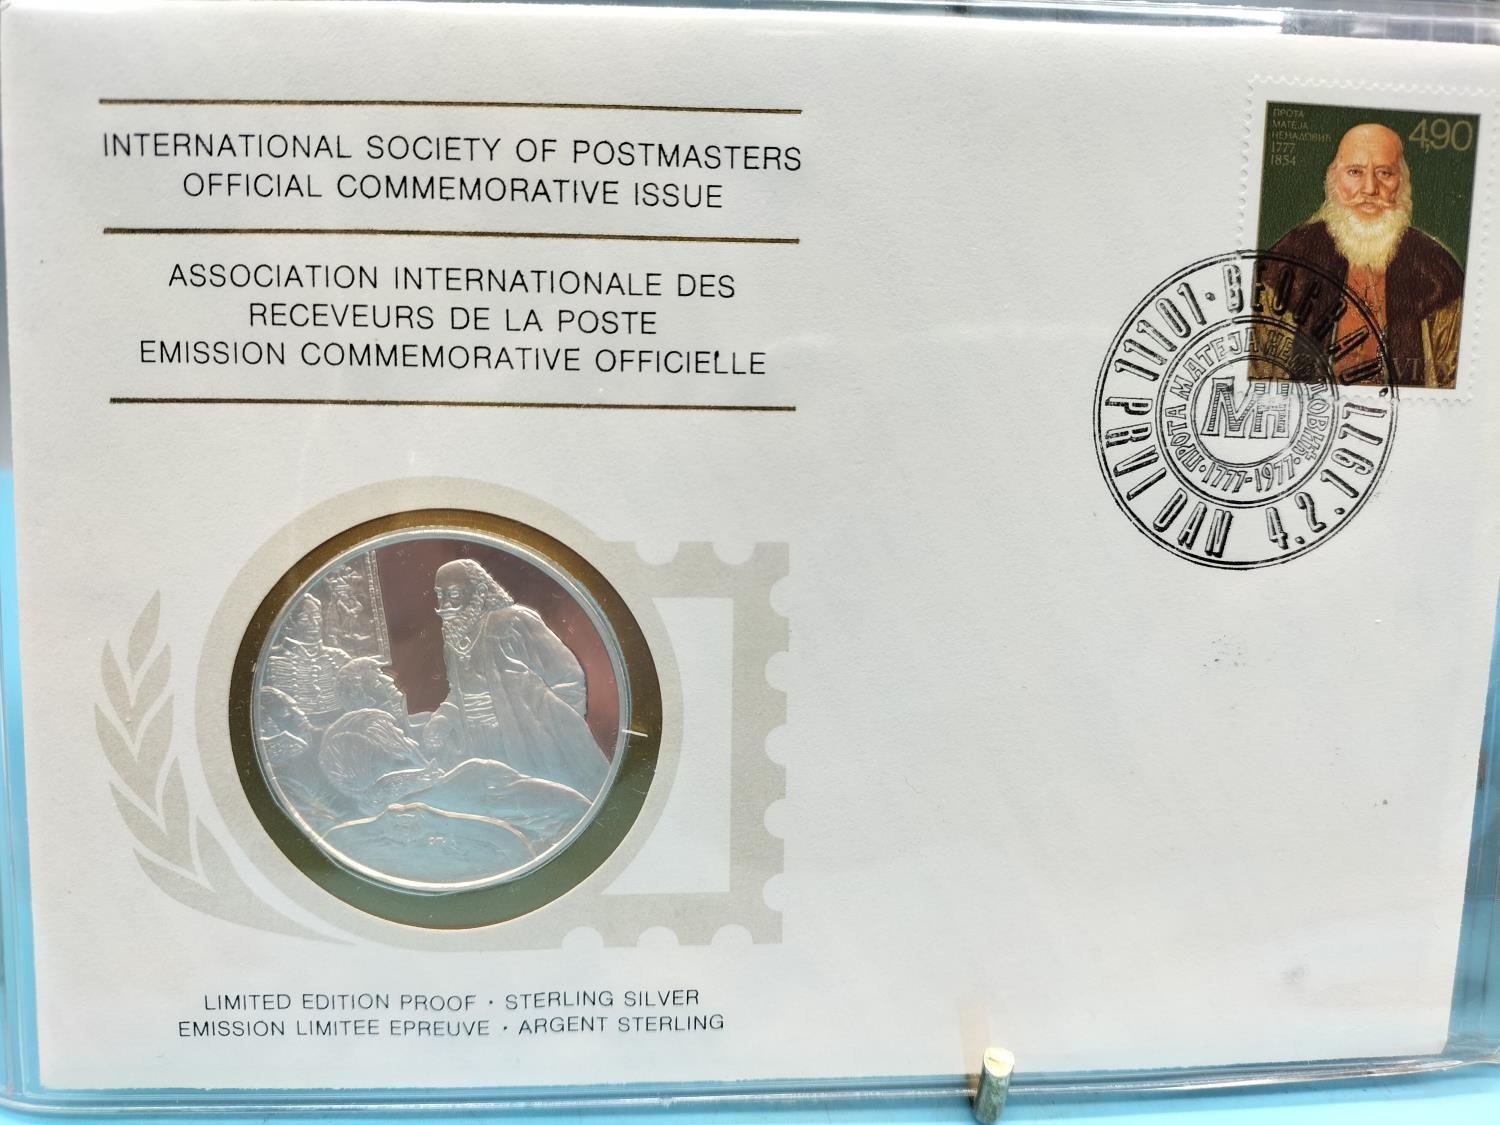 INTERNATIONAL SOCIETY OF POSTMASTERS
OFFICIAL COMMEMORATIVE ISSUE
ASSOCIATION INTERNATIONALE DES
RECEVEURS DE LA POSTE
EMISSION COMMEMORATIVE OFFICIELLE
ПРОТА
МАТЕЈА
НЕНАДОВИЋ
1777
1854
4,90
11101 · BEOGRAD ·
PRVI DAN 4.2.1977
ПРОТА МАТЕЈА НЕНАДОВИЋ
· 1777-1977 ·
МН
LIMITED EDITION PROOF · STERLING SILVER
EMISSION LIMITEE EPREUVE · ARGENT STERLING